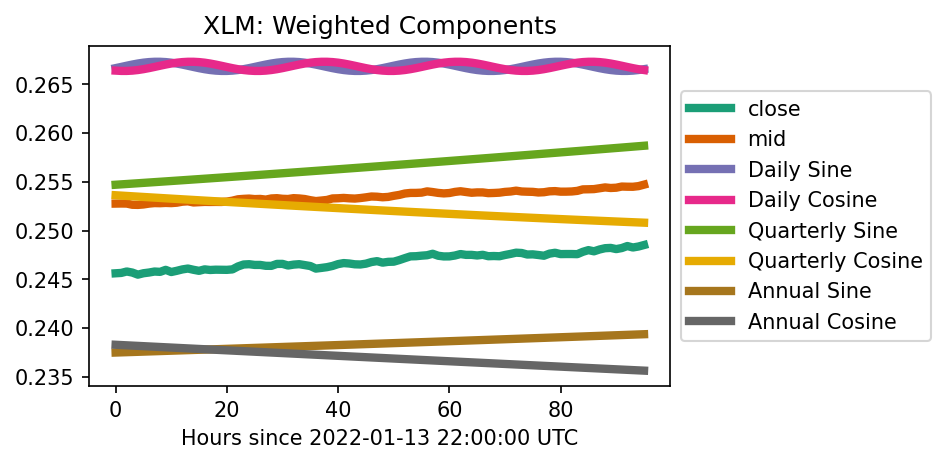 XLM: Weighted Components
0.265
0.260
0.255
0.250
0.245
0.240
0.235
0 20 40 60 80
Hours since 2022-01-13 22:00:00 UTC
close
mid
Daily Sine
Daily Cosine
Quarterly Sine
Quarterly Cosine
Annual Sine
Annual Cosine